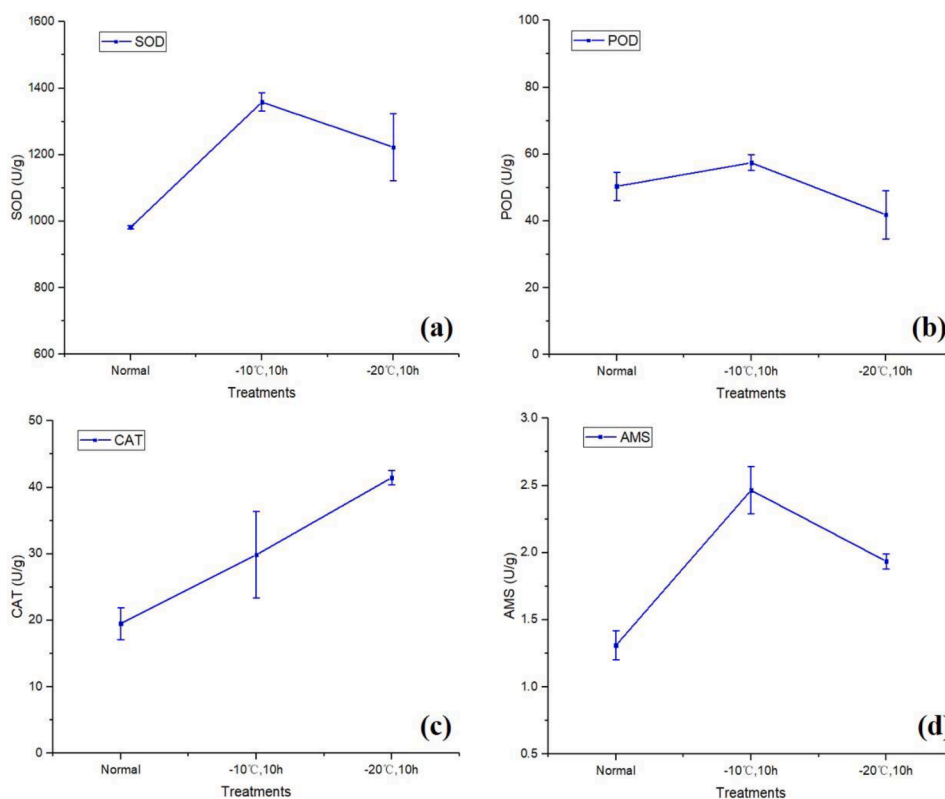 SOD
SOD (U/g)
1600
1400
1200
1000
800
600
Normal
-10℃,10h
-20℃,10h
Treatments
(a)
POD
POD (U/g)
100
80
60
40
20
0
Normal
-10℃,10h
-20℃,10h
Treatments
(b)
CAT
CAT (U/g)
50
40
30
20
10
0
Normal
-10℃,10h
-20℃,10h
Treatments
(c)
AMS
AMS (U/g)
3.0
2.5
2.0
1.5
1.0
0.5
Normal
-10℃,10h
-20℃,10h
Treatments
(d)